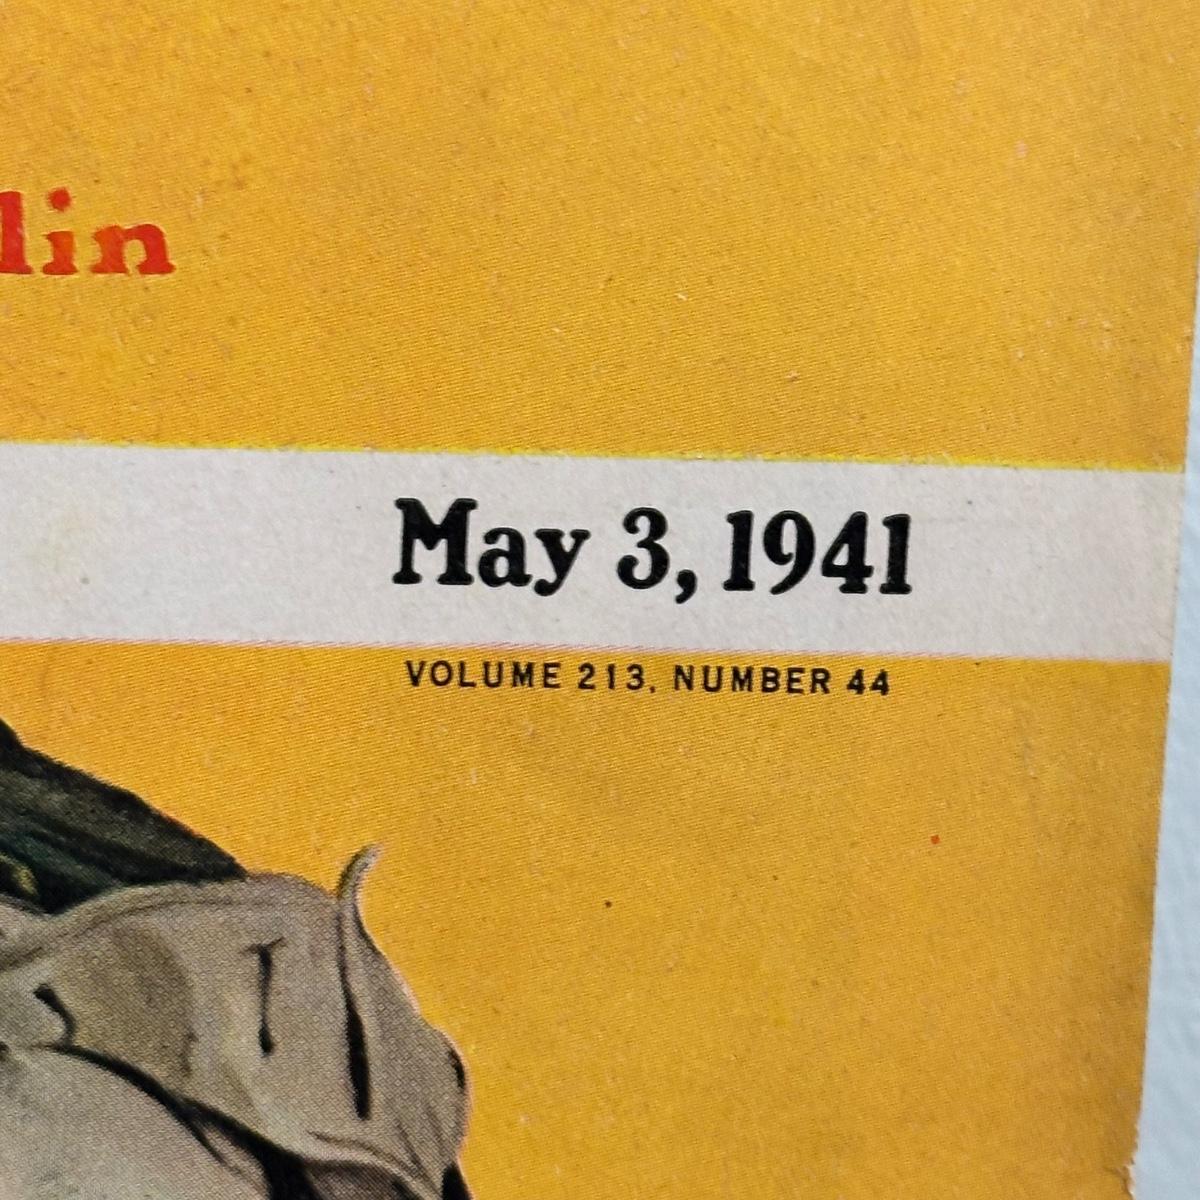 lin
May 3, 1941
VOLUME 213, NUMBER 44